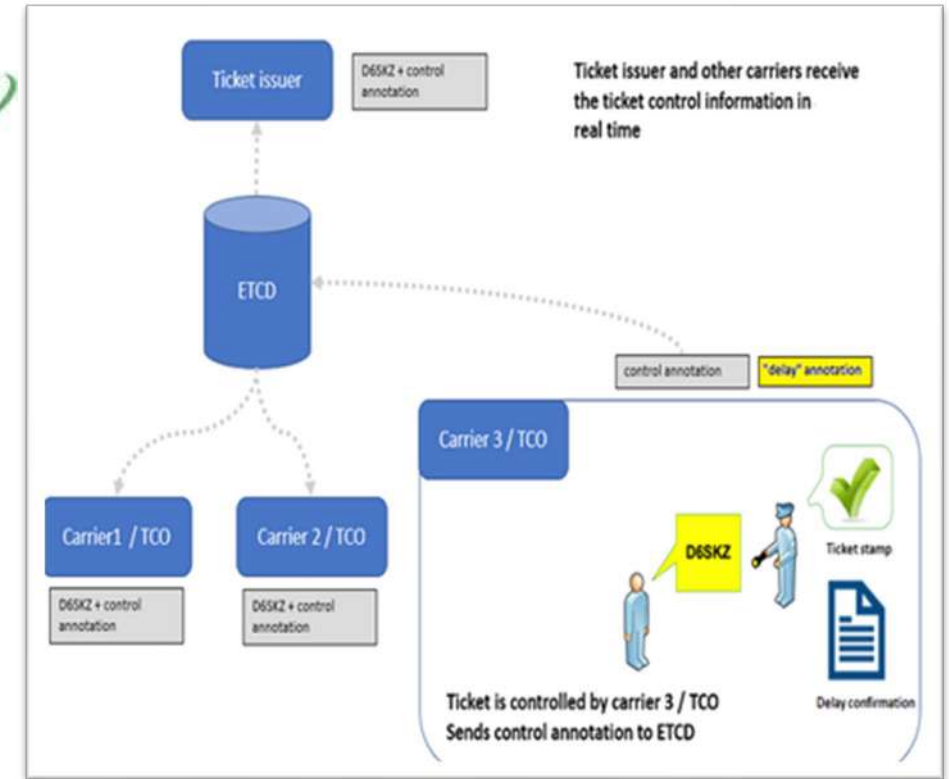 Ticket issuer
D6SKZ + control
annotation
Ticket issuer and other carriers receive
the ticket control information in
real time
ETCD
control annotation
"delay" annotation
Carrier 3 / TCO
Carrier1 / TCO
Carrier 2 / TCO
D6SKZ
Ticket stamp
D6SKZ + control
annotation
D6SKZ + control
annotation
Ticket is controlled by carrier 3 / TCO
Sends control annotation to ETCD
Delay confirmation